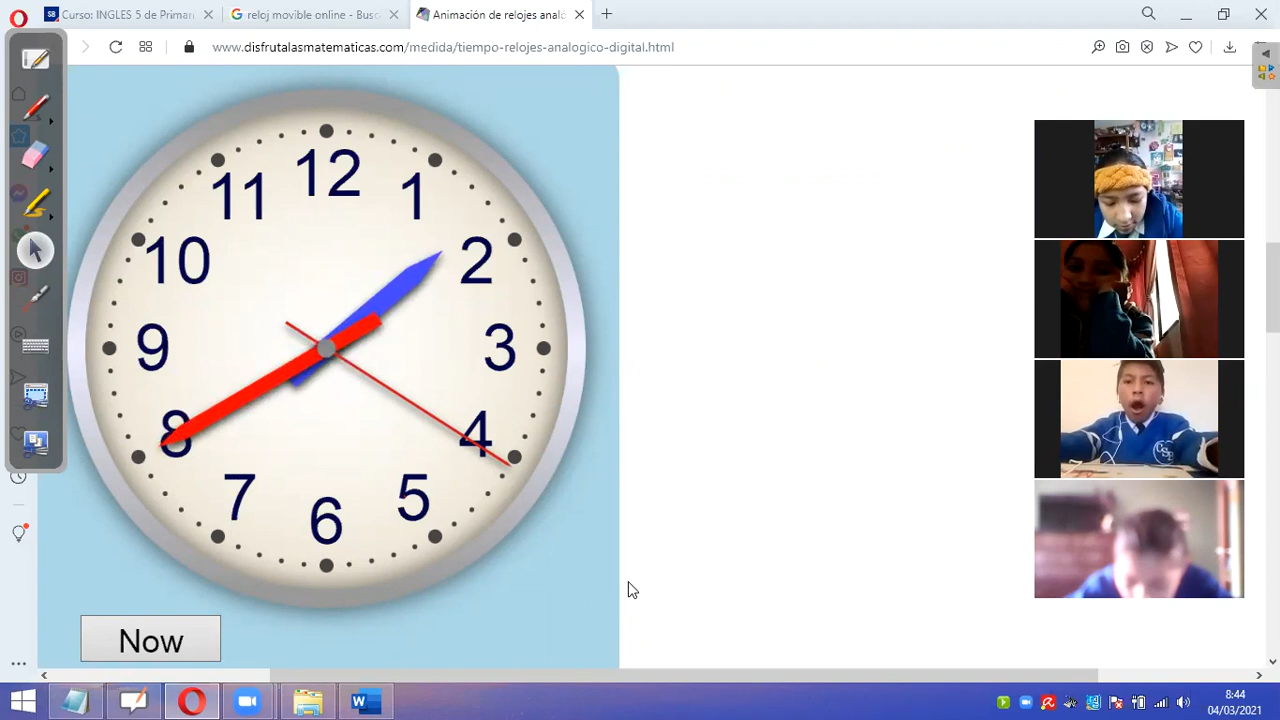 SB Curso: INGLES 5 de Primari
G reloj movible online - Busc
Animación de relojes analó
www.disfrutalasmatematicas.com/medida/tiempo-relojes-analogico-digital.html
12
11
1
10
2
9
3
8
4
7
5
6
Now
W
8:44
04/03/2021